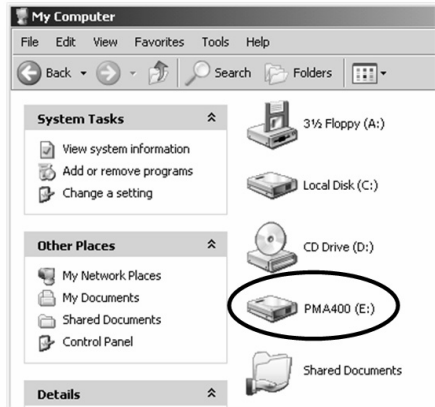 My Computer
File Edit View Favorites Tools Help
Back Search Folders
System Tasks
View system information
Add or remove programs
Change a setting
Other Places
My Network Places
My Documents
Shared Documents
Control Panel
Details
3½ Floppy (A:)
Local Disk (C:)
CD Drive (D:)
PMA400 (E:)
Shared Documents